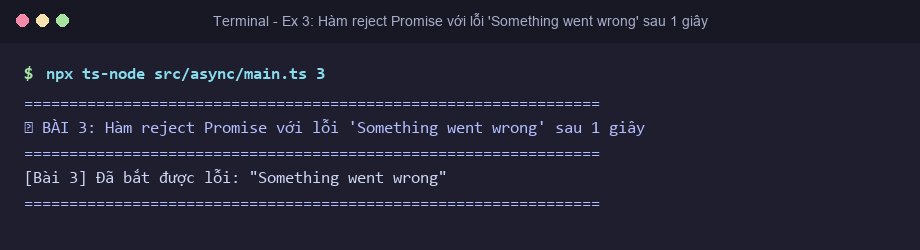 Terminal - Ex 3: Hàm reject Promise với lỗi 'Something went wrong' sau 1 giây
$ npx ts-node src/async/main.ts 3
================================================================
BÀI 3: Hàm reject Promise với lỗi 'Something went wrong' sau 1 giây
================================================================
[Bài 3] Đã bắt được lỗi: "Something went wrong"
================================================================